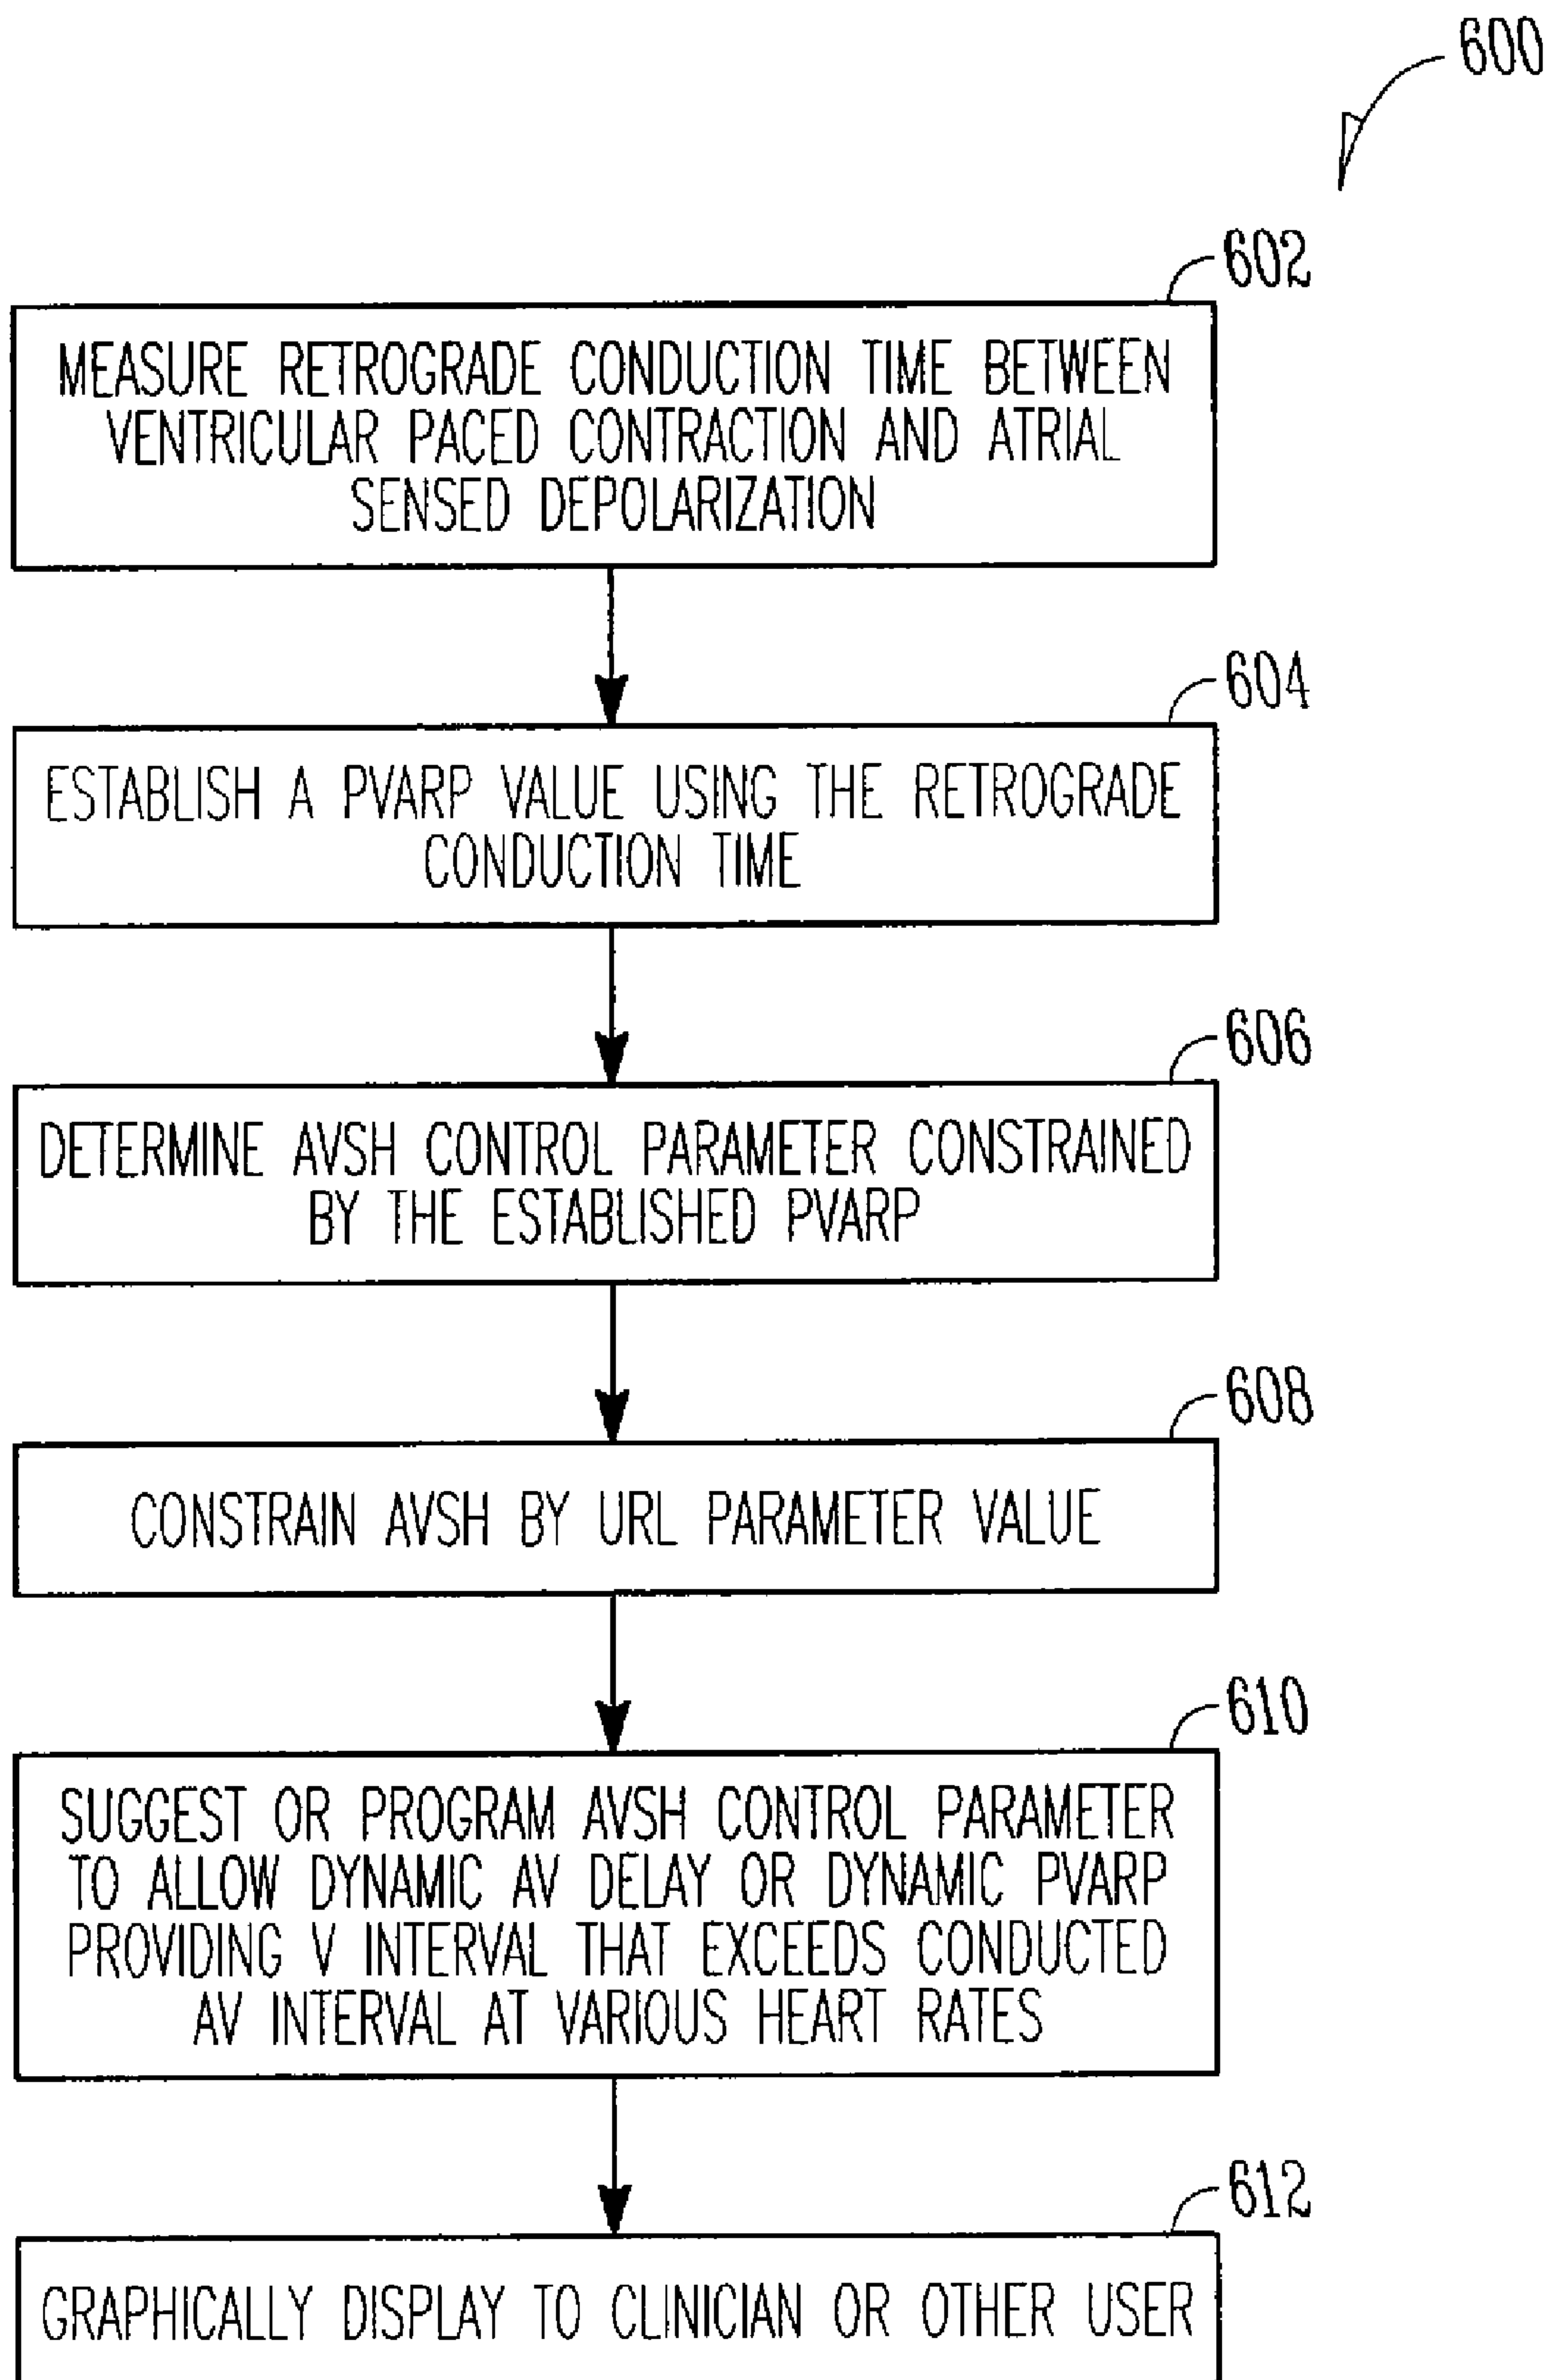 600
602
MEASURE RETROGRADE CONDUCTION TIME BETWEEN
VENTRICULAR PACED CONTRACTION AND ATRIAL
SENSED DEPOLARIZATION
604
ESTABLISH A PVARP VALUE USING THE RETROGRADE
CONDUCTION TIME
606
DETERMINE AVSH CONTROL PARAMETER CONSTRAINED
BY THE ESTABLISHED PVARP
608
CONSTRAIN AVSH BY URL PARAMETER VALUE
610
SUGGEST OR PROGRAM AVSH CONTROL PARAMETER
TO ALLOW DYNAMIC AV DELAY OR DYNAMIC PVARP
PROVIDING V INTERVAL THAT EXCEEDS CONDUCTED
AV INTERVAL AT VARIOUS HEART RATES
612
GRAPHICALLY DISPLAY TO CLINICIAN OR OTHER USER